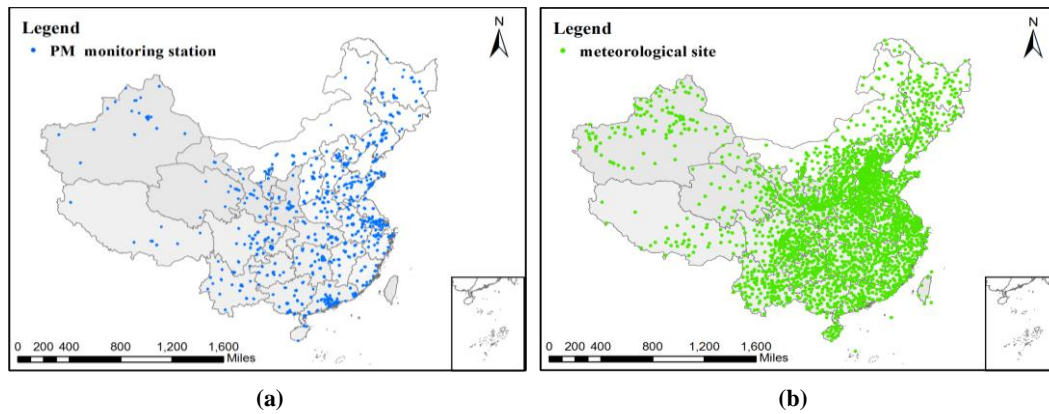 Legend
PM monitoring station
N
0 200 400 800 1,200 1,600
Miles
(a)
Legend
meteorological site
N
0 200 400 800 1,200 1,600
Miles
(b)